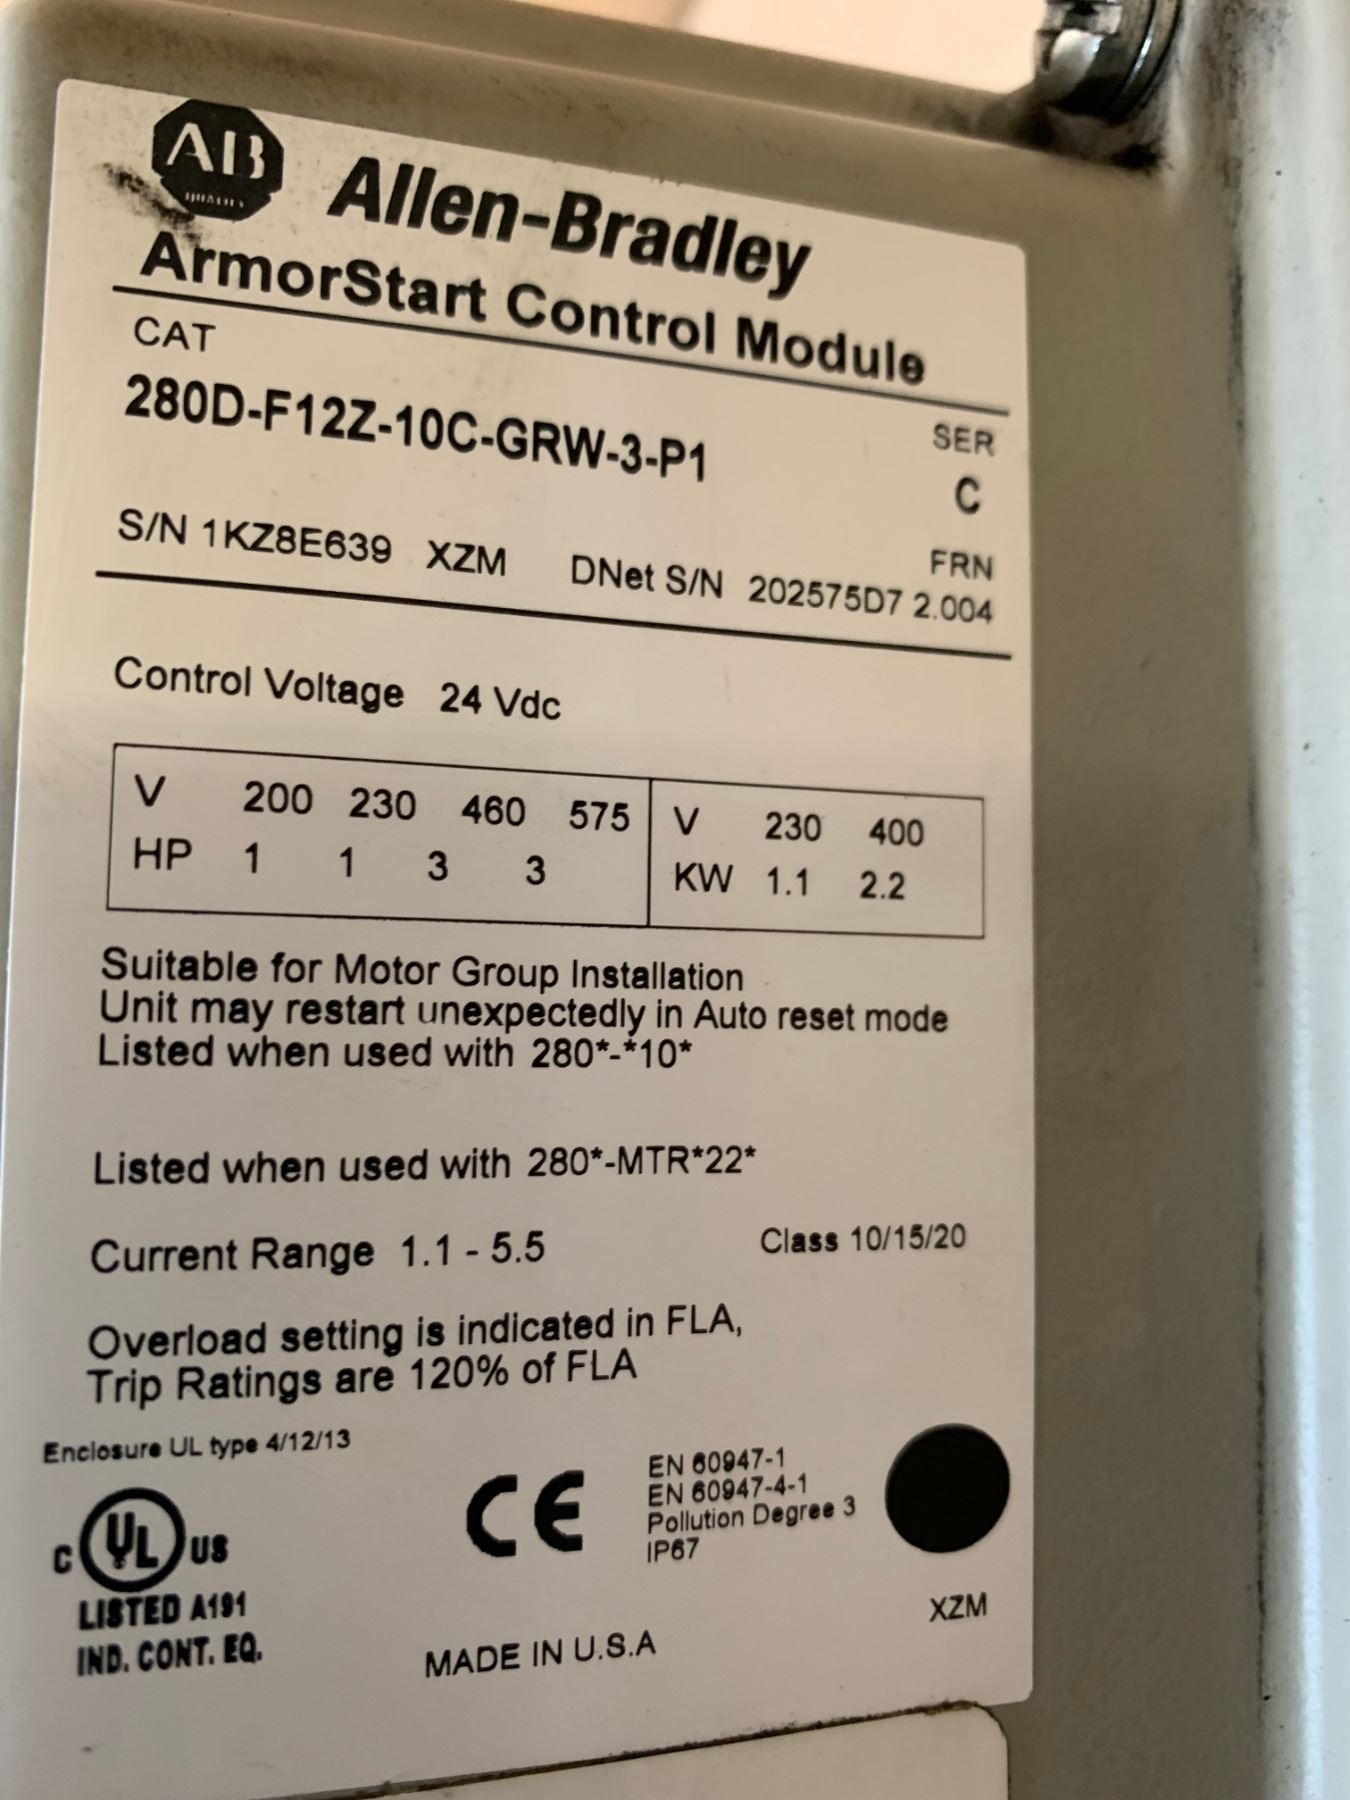 AB
QUALITY
Allen-Bradley
ArmorStart Control Module
CAT
280D-F12Z-10C-GRW-3-P1
SER
C
S/N 1KZ8E639 XZM DNet S/N 202575D7
FRN
2.004
Control Voltage 24 Vdc
V 200 230 460 575
HP 1 1 3 3
V 230 400
KW 1.1 2.2
Suitable for Motor Group Installation
Unit may restart unexpectedly in Auto reset mode
Listed when used with 280*-*10*
Listed when used with 280*-MTR*22*
Current Range 1.1 - 5.5 Class 10/15/20
Overload setting is indicated in FLA,
Trip Ratings are 120% of FLA
Enclosure UL type 4/12/13
C UL US
LISTED A191
IND. CONT. EQ.
CE
EN 60947-1
EN 60947-4-1
Pollution Degree 3
IP67
XZM
MADE IN U.S.A